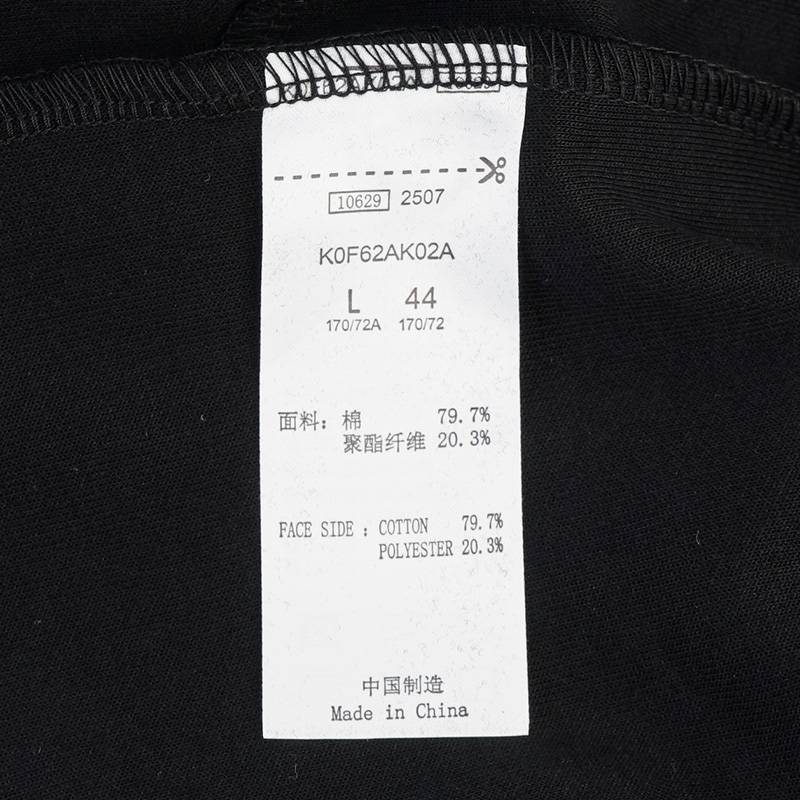 10629 2507
K0F62AK02A
L 44
170/72A 170/72
面料：棉 79.7%
聚酯纤维 20.3%
FACE SIDE : COTTON 79.7%
POLYESTER 20.3%
中国制造
Made in China